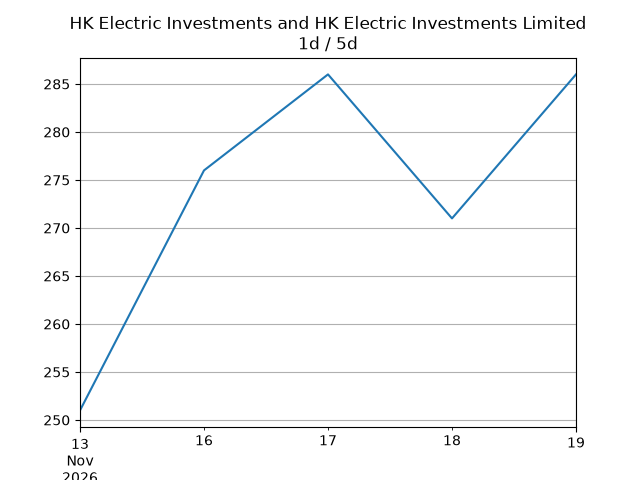 HK Electric Investments and HK Electric Investments Limited
1d / 5d
285
280
275
270
265
260
255
250
13 16 17 18 19
Nov
2026